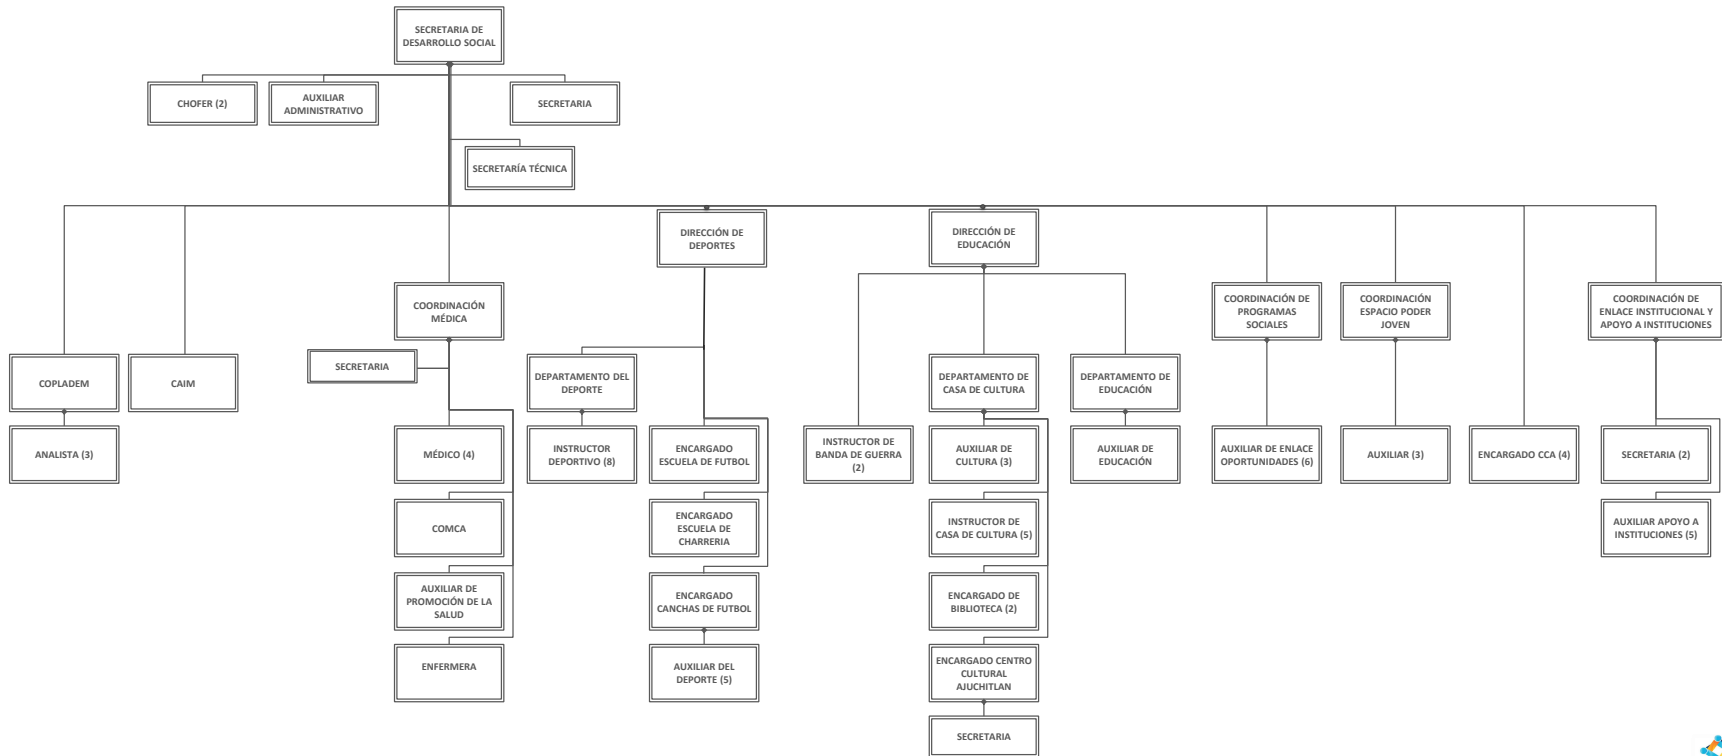 SECRETARIA DE
DESARROLLO SOCIAL
CHOFER (2)
AUXILIAR
ADMINISTRATIVO
SECRETARIA
SECRETARÍA TÉCNICA
DIRECCIÓN DE
DEPORTES
DIRECCIÓN DE
EDUCACIÓN
COORDINACIÓN
MÉDICA
COORDINACIÓN DE
PROGRAMAS
SOCIALES
COORDINACIÓN
ESPACIO PODER
JOVEN
COORDINACIÓN DE
ENLACE INSTITUCIONAL Y
APOYO A INSTITUCIONES
COPLADEM
CAIM
SECRETARIA
DEPARTAMENTO DEL
DEPORTE
DEPARTAMENTO DE
CASA DE CULTURA
DEPARTAMENTO DE
EDUCACIÓN
ANALISTA (3)
MÉDICO (4)
INSTRUCTOR
DEPORTIVO (8)
ENCARGADO
ESCUELA DE FUTBOL
INSTRUCTOR DE
BANDA DE GUERRA
(2)
AUXILIAR DE
CULTURA (3)
AUXILIAR DE
EDUCACIÓN
AUXILIAR DE ENLACE
OPORTUNIDADES (6)
AUXILIAR (3)
ENCARGADO CCA (4)
SECRETARIA (2)
COMCA
ENCARGADO
ESCUELA DE
CHARRERIA
INSTRUCTOR DE
CASA DE CULTURA (5)
AUXILIAR APOYO A
INSTITUCIONES (5)
AUXILIAR DE
PROMOCIÓN DE LA
SALUD
ENCARGADO
CANCHAS DE FUTBOL
ENCARGADO DE
BIBLIOTECA (2)
ENFERMERA
AUXILIAR DEL
DEPORTE (5)
ENCARGADO CENTRO
CULTURAL
AJUCHITLAN
SECRETARIA